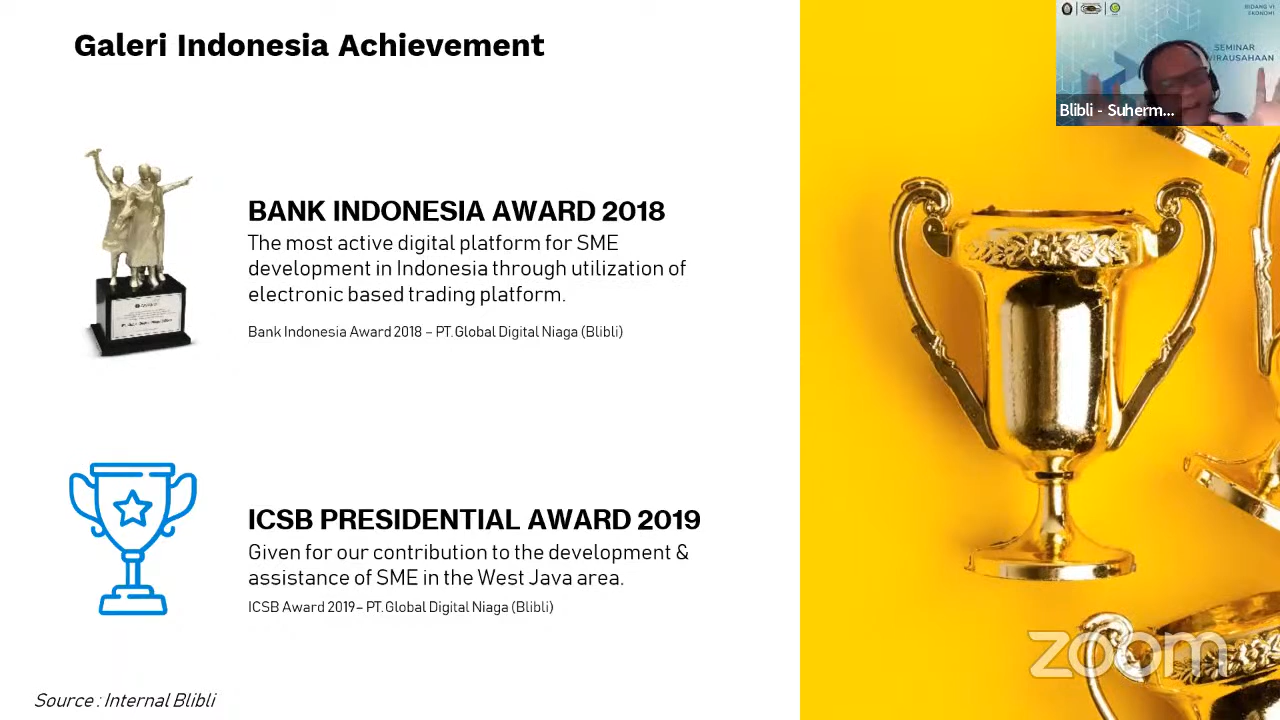 Galeri Indonesia Achievement
BIDANG VI
EKONOMI
SEMINAR
WIRAUSAHAAN
Blibli - Suherm...
BANK INDONESIA AWARD 2018
The most active digital platform for SME
development in Indonesia through utilization of
electronic based trading platform.
Bank Indonesia Award 2018 – PT. Global Digital Niaga (Blibli)
ICSB PRESIDENTIAL AWARD 2019
Given for our contribution to the development &
assistance of SME in the West Java area.
ICSB Award 2019– PT. Global Digital Niaga (Blibli)
zoom
Source : Internal Blibli